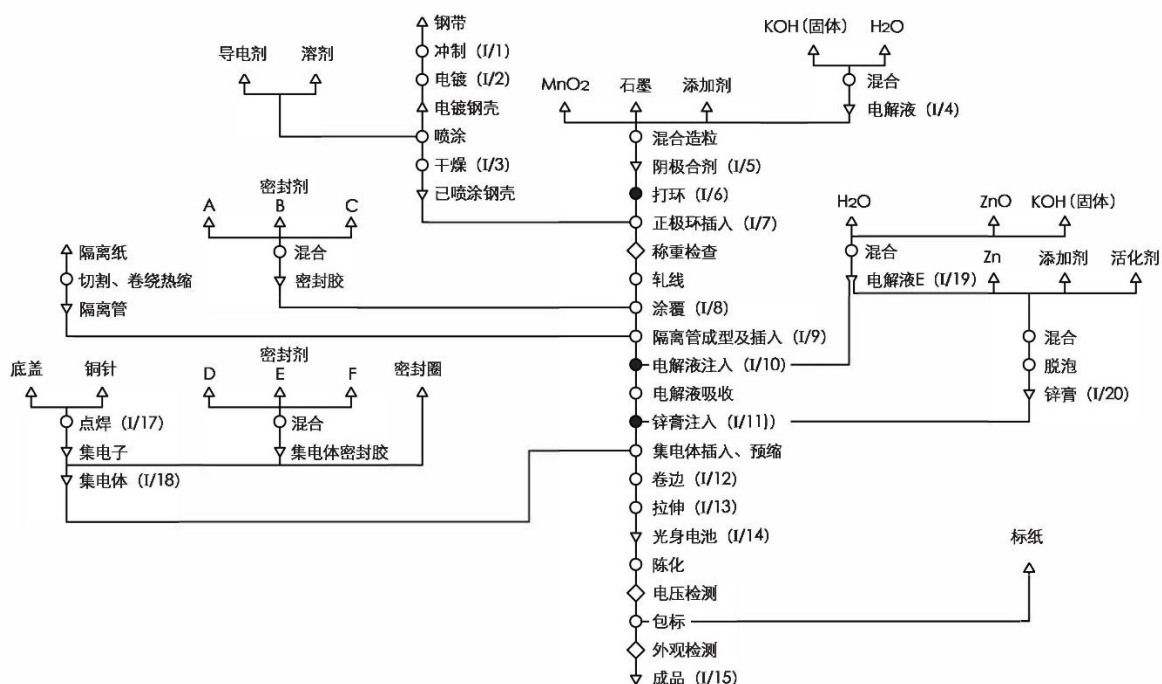 钢带
冲制 (I/1)
电镀 (I/2)
电镀钢壳
导电剂
溶剂
喷涂
干燥 (I/3)
已喷涂钢壳
KOH (固体)
H2O
混合
电解液 (I/4)
MnO2
石墨
添加剂
混合造粒
阴极合剂 (I/5)
打环 (I/6)
正极环插入 (I/7)
称重检查
轧线
涂覆 (I/8)
隔离管成型及插入 (I/9)
电解液注入 (I/10)
电解液吸收
锌膏注入 (I/11))
集电体插入、预缩
卷边 (I/12)
拉伸 (I/13)
光身电池 (I/14)
陈化
电压检测
包标
外观检测
成品 (I/15)
密封剂
A
B
C
混合
密封胶
隔离纸
切割、卷绕热缩
隔离管
底盖
铜针
点焊 (I/17)
集电子
集电体 (I/18)
密封剂
D
E
F
混合
集电体密封胶
密封圈
H2O
ZnO
KOH (固体)
混合
电解液E (I/19)
Zn
添加剂
活化剂
混合
脱泡
锌膏 (I/20)
标纸